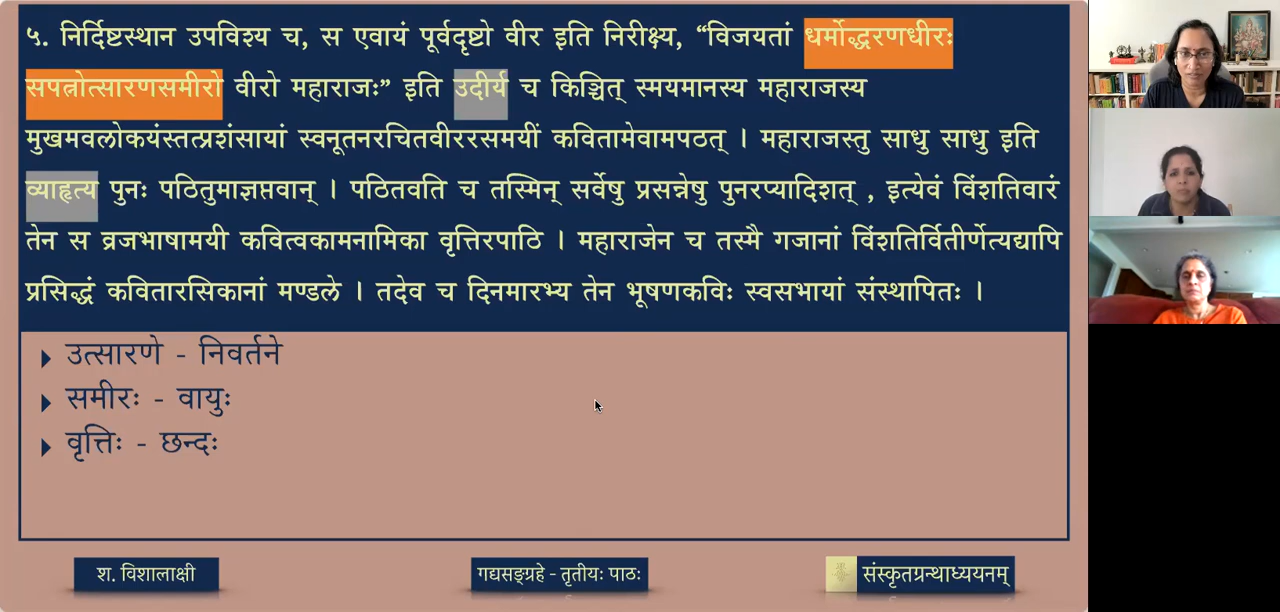 ५. निर्दिष्टस्थान उपविश्य च, स एवायं पूर्वदृष्टो वीर इति निरीक्ष्य, “विजयतां धर्मोद्धरणधीरः
सपत्नोत्सारणसमीरो वीरो महाराजः” इति उदीर्य च किञ्चित् स्मयमानस्य महाराजस्य
मुखमवलोकयंस्तत्प्रशंसायां स्वनूतनरचितवीररसमयीं कवितामेवामपठत् । महाराजस्तु साधु साधु इति
व्याहृत्य पुनः पठितुमाज्ञप्तवान् । पठितवति च तस्मिन् सर्वेषु प्रसन्नेषु पुनरप्यादिशत् , इत्येवं विंशतिवारं
तेन स व्रजभाषामयी कवित्वकामनामिका वृत्तिरपाठि । महाराजेन च तस्मै गजानां विंशतिर्वितीर्णेत्यद्यापि
प्रसिद्धं कवितारसिकानां मण्डले । तदेव च दिनमारभ्य तेन भूषणकविः स्वसभायां संस्थापितः ।
उत्सारणे - निवर्तने
समीरः - वायुः
वृत्तिः - छन्दः
श. विशालाक्षी
गद्यसङ्ग्रहे - तृतीयः पाठः
संस्कृतग्रन्थाध्ययनम्